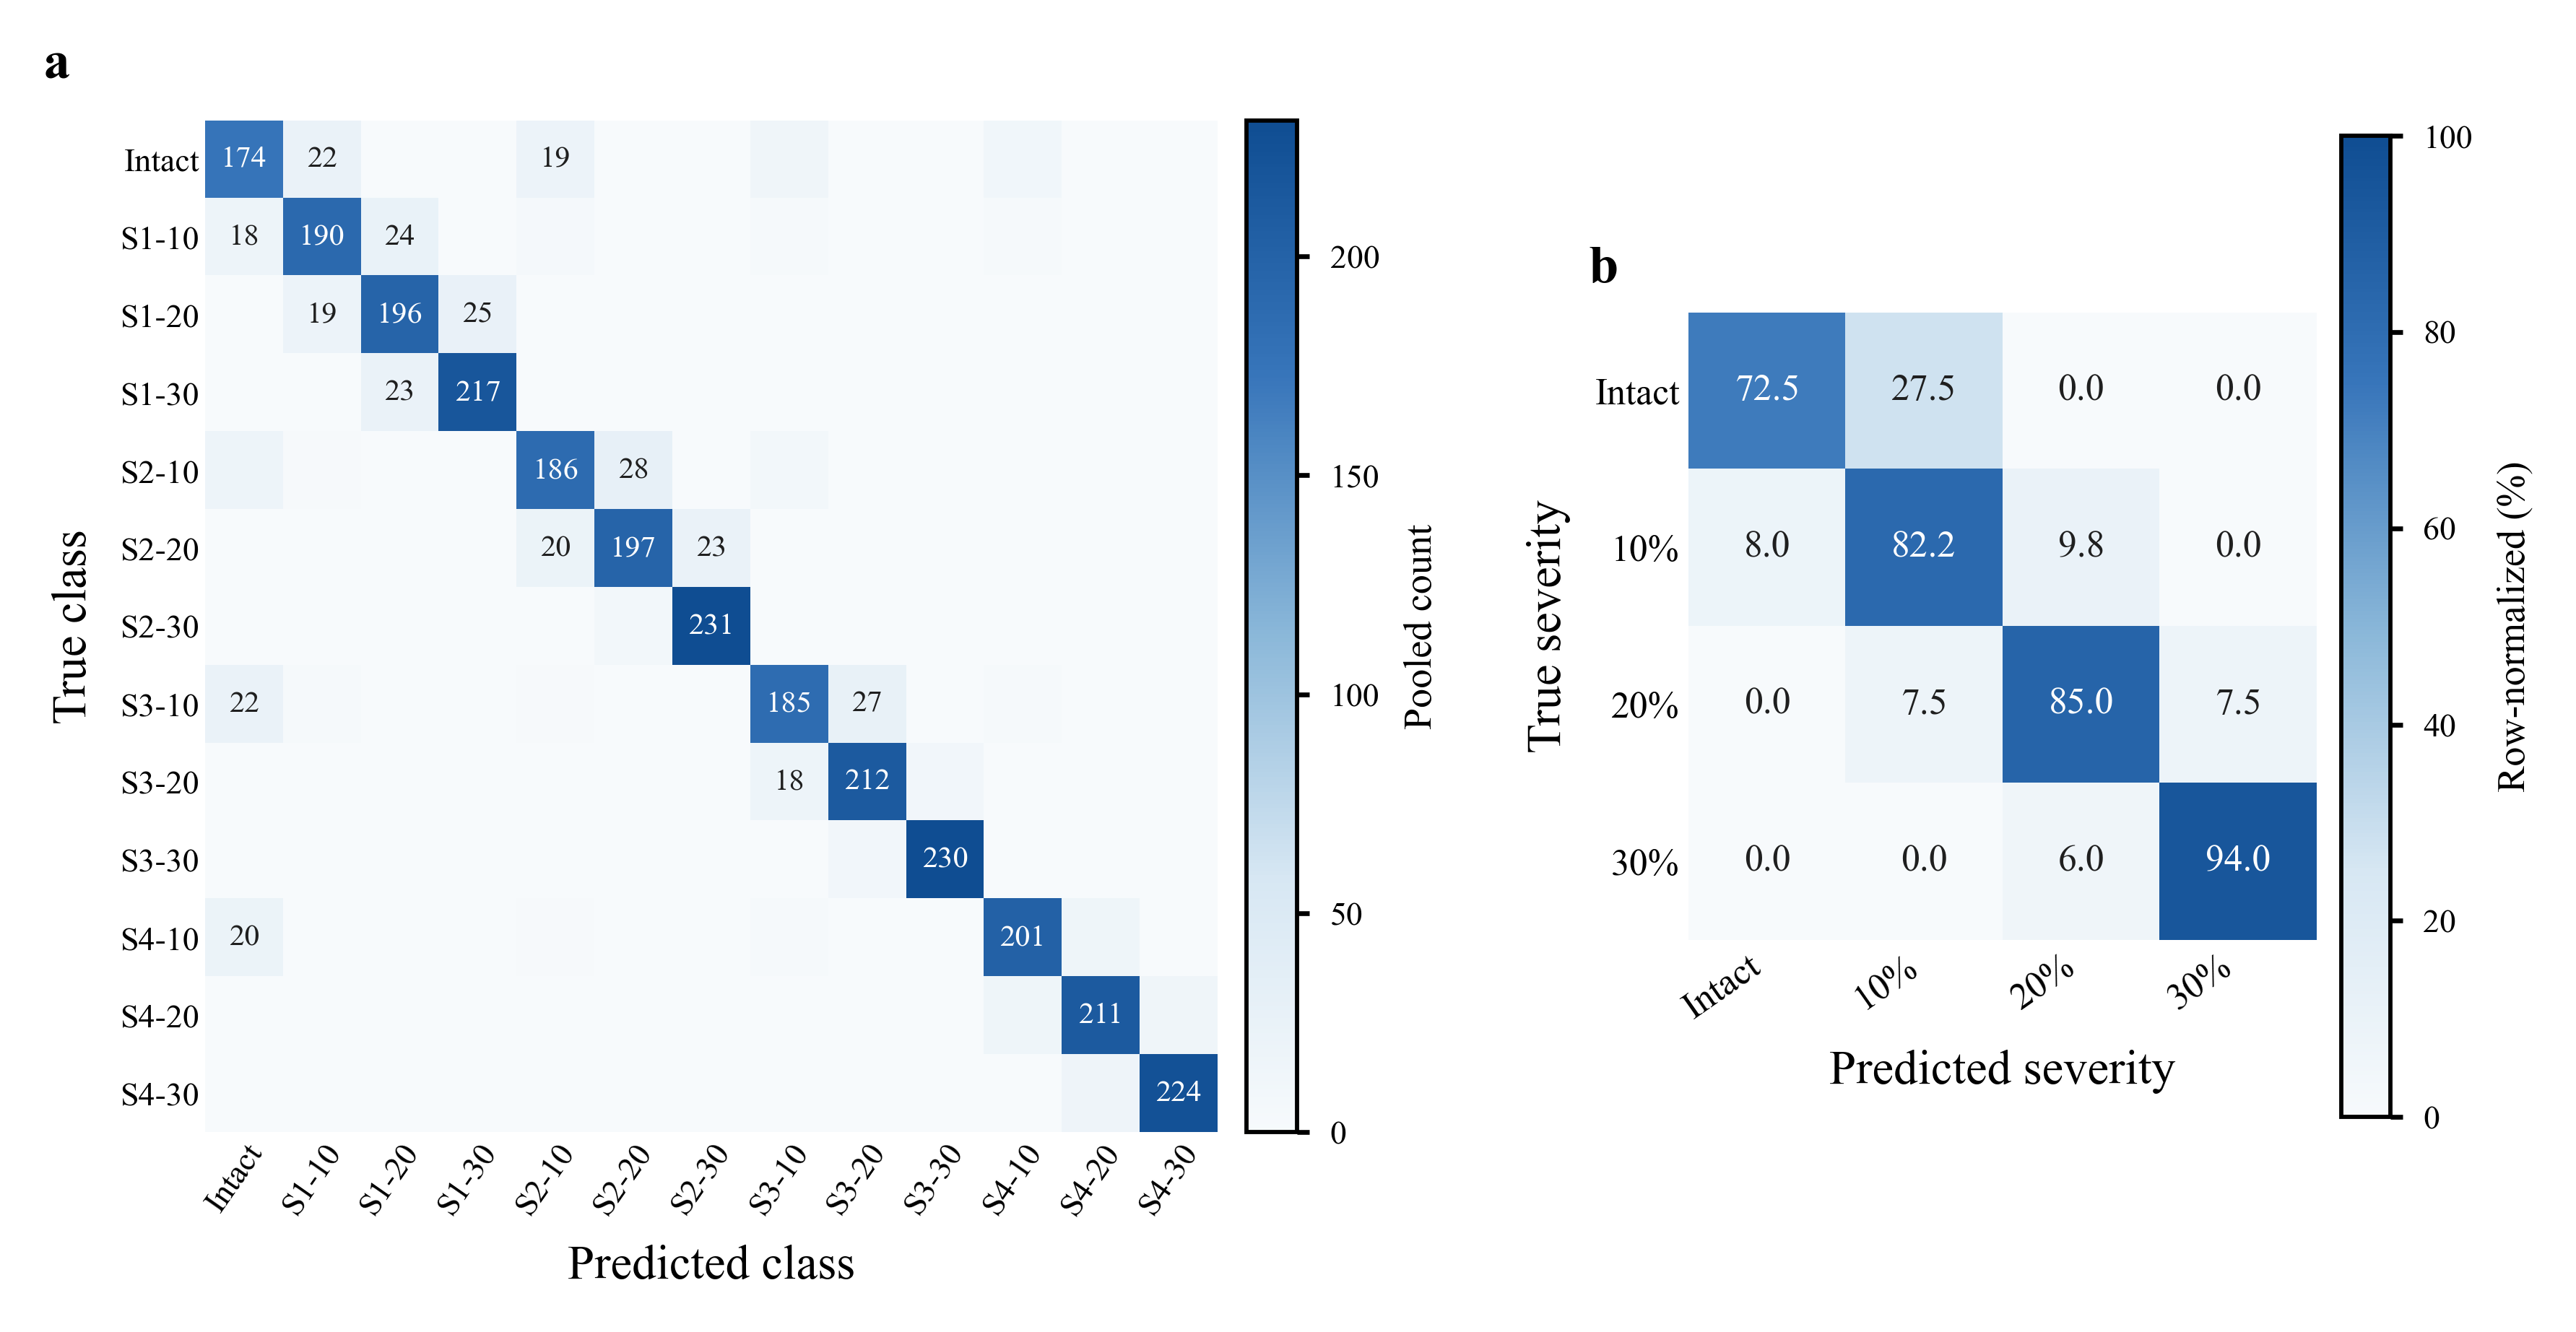 a
Intact 174 22 19
S1-10 18 190 24
S1-20 19 196 25
S1-30 23 217
S2-10 186 28
S2-20 20 197 23
S2-30 231
S3-10 22 185 27
S3-20 18 212
S3-30 230
S4-10 20 201
S4-20 211
S4-30 224
Intact S1-10 S1-20 S1-30 S2-10 S2-20 S2-30 S3-10 S3-20 S3-30 S4-10 S4-20 S4-30
Predicted class
True class
200
150
100
50
0
Pooled count
b
Intact 72.5 27.5 0.0 0.0
10% 8.0 82.2 9.8 0.0
20% 0.0 7.5 85.0 7.5
30% 0.0 0.0 6.0 94.0
Intact 10% 20% 30%
Predicted severity
True severity
100
80
60
40
20
0
Row-normalized (%)